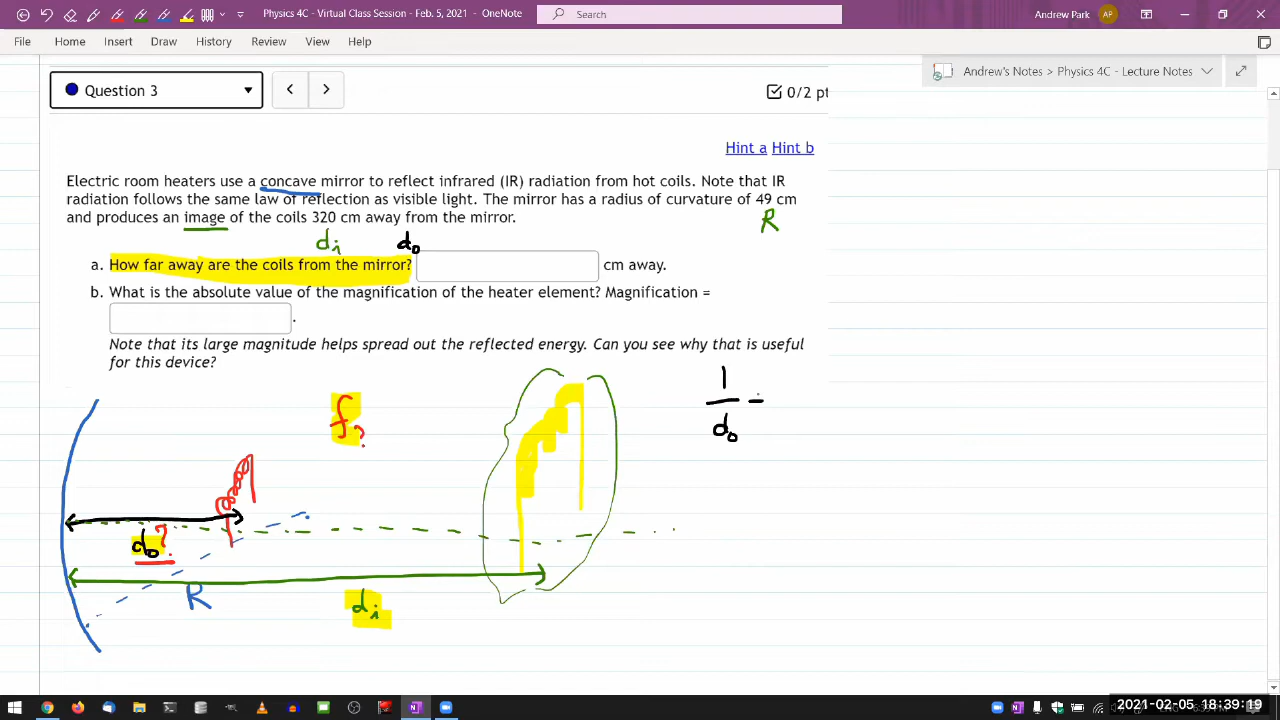 Lecture Notes - February 5, 2021 - OneNote
Search
Andrew Park
AP
File Home Insert Draw History Review View Help
Andrew's Notes > Physics 4C - Lecture Notes
Question 3
0/2 pt
Hint a Hint b
Electric room heaters use a concave mirror to reflect infrared (IR) radiation from hot coils. Note that IR
radiation follows the same law of reflection as visible light. The mirror has a radius of curvature of 49 cm
and produces an image of the coils 320 cm away from the mirror.
R
di
do
a. How far away are the coils from the mirror? cm away.
b. What is the absolute value of the magnification of the heater element? Magnification =
.
Note that its large magnitude helps spread out the reflected energy. Can you see why that is useful
for this device?
f?
1/do =
do?
R
di
2021-02-05 18:39:19